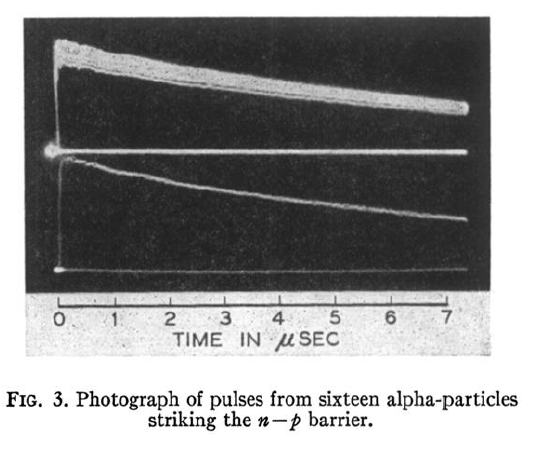 0 1 2 3 4 5 6 7
TIME IN μSEC
FIG. 3. Photograph of pulses from sixteen alpha-particles
striking the n—p barrier.